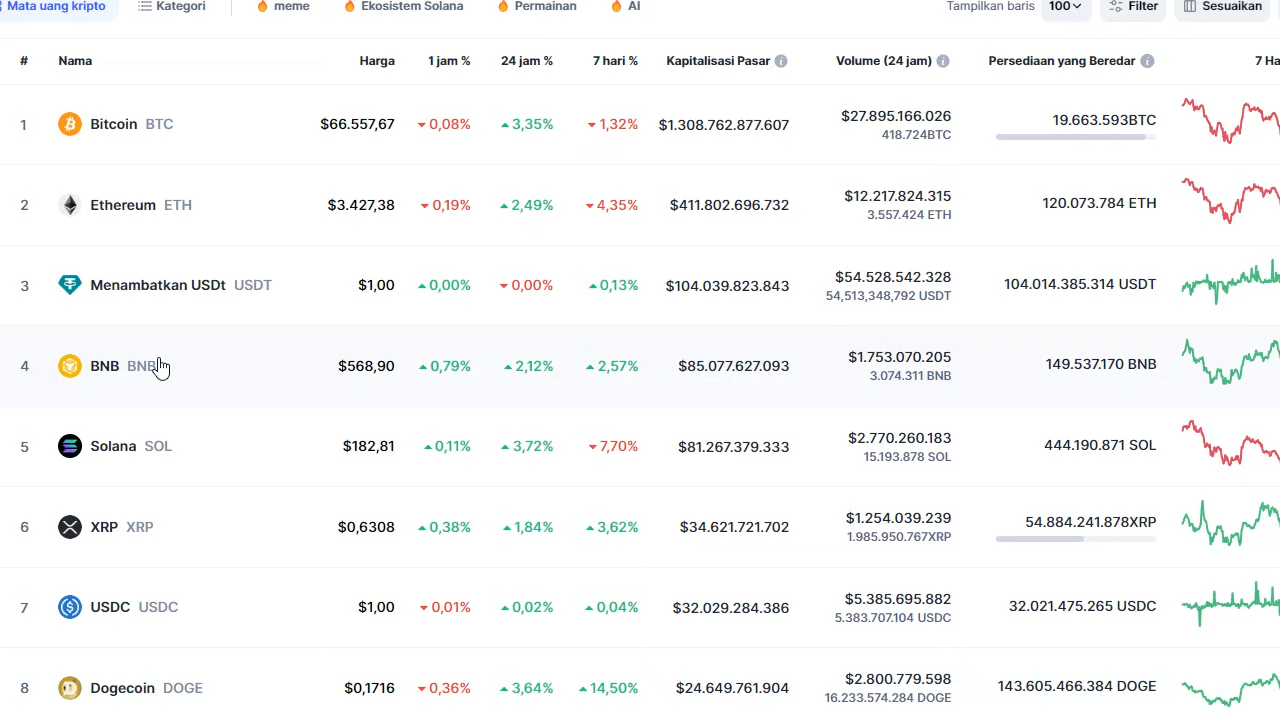 Mata uang kripto Kategori meme Ekosistem Solana Permainan AI Tampilkan baris 100 Filter Sesuaikan
# Nama Harga 1 jam % 24 jam % 7 hari % Kapitalisasi Pasar Volume (24 jam) Persediaan yang Beredar 7 Ha
1 Bitcoin BTC $66.557,67 0,08% 3,35% 1,32% $1.308.762.877.607 $27.895.166.026 19.663.593BTC
418.724BTC
2 Ethereum ETH $3.427,38 0,19% 2,49% 4,35% $411.802.696.732 $12.217.824.315 120.073.784 ETH
3.557.424 ETH
3 Menambatkan USDt USDT $1,00 0,00% 0,00% 0,13% $104.039.823.843 $54.528.542.328 104.014.385.314 USDT
54,513,348,792 USDT
4 BNB BNB $568,90 0,79% 2,12% 2,57% $85.077.627.093 $1.753.070.205 149.537.170 BNB
3.074.311 BNB
5 Solana SOL $182,81 0,11% 3,72% 7,70% $81.267.379.333 $2.770.260.183 444.190.871 SOL
15.193.878 SOL
6 XRP XRP $0,6308 0,38% 1,84% 3,62% $34.621.721.702 $1.254.039.239 54.884.241.878XRP
1.985.950.767XRP
7 USDC USDC $1,00 0,01% 0,02% 0,04% $32.029.284.386 $5.385.695.882 32.021.475.265 USDC
5.383.707.104 USDC
8 Dogecoin DOGE $0,1716 0,36% 3,64% 14,50% $24.649.761.904 $2.800.779.598 143.605.466.384 DOGE
16.233.574.284 DOGE